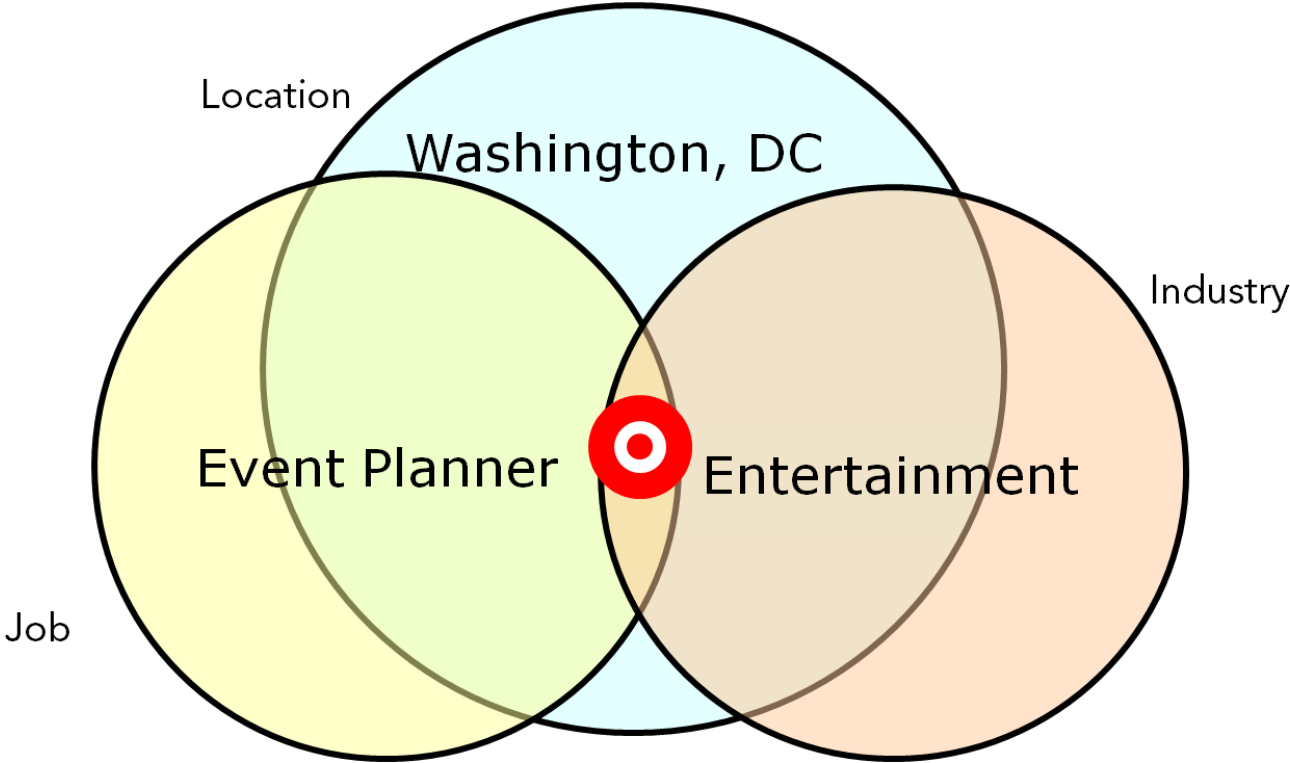 Location
Washington, DC
Industry
Event Planner
Entertainment
Job